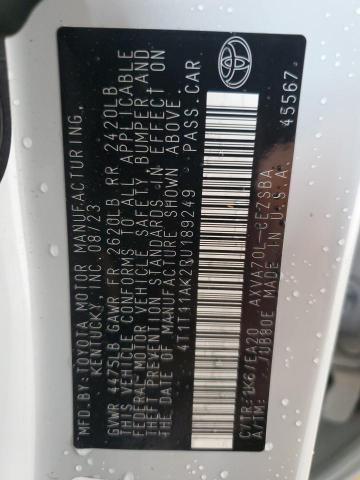 MFD.BY: TOYOTA MOTOR MANUFACTURING,
KENTUCKY, INC. 08/23
GVWR 4475LB GAWR FR 2620LB RR 2420LB
THIS VEHICLE CONFORMS TO ALL APPLICABLE
FEDERAL MOTOR VEHICLE SAFETY, BUMPER AND
THEFT PREVENTION STANDARDS IN EFFECT ON
THE DATE OF MANUFACTURE SHOWN ABOVE.
PASS.CAR
C/TR: /EA20 AXVA70L-CEZSBA
A/TM: /UB80E MADE IN U.S.A.
45567